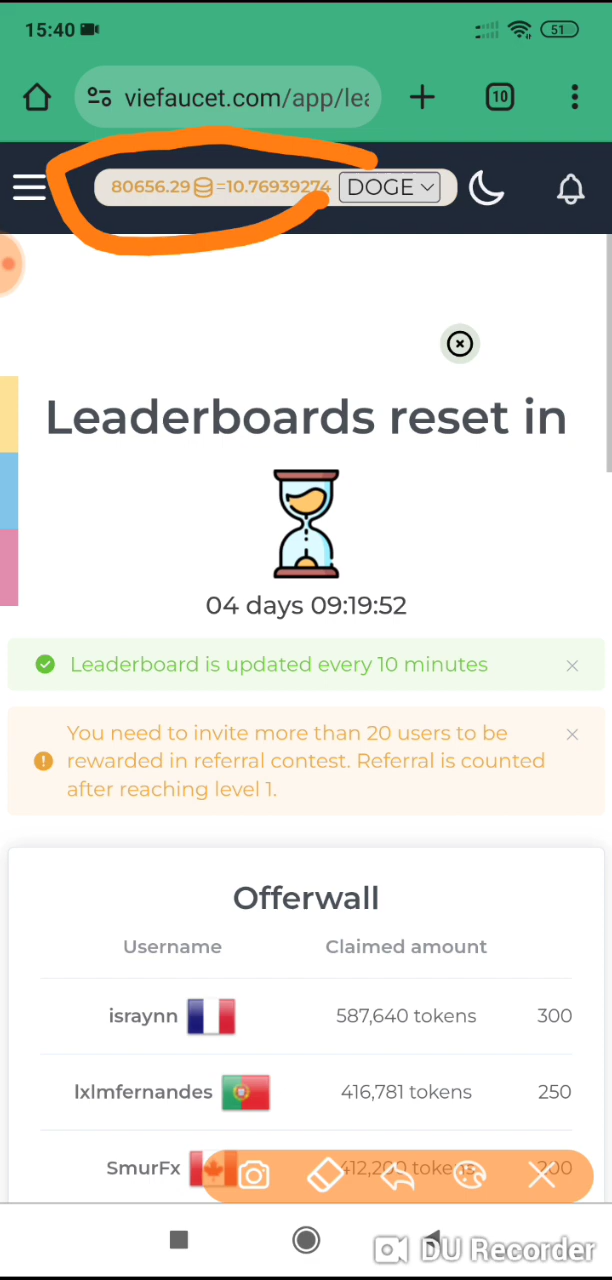 15:40
51
viefaucet.com/app/lea
10
80656.29=10.76939274 DOGE
Leaderboards reset in
04 days 09:19:52
Leaderboard is updated every 10 minutes
You need to invite more than 20 users to be
rewarded in referral contest. Referral is counted
after reaching level 1.
Offerwall
Username Claimed amount
israynn 587,640 tokens 300
lxlmfernandes 416,781 tokens 250
SmurFx 412,200 tokens 200
DU Recorder